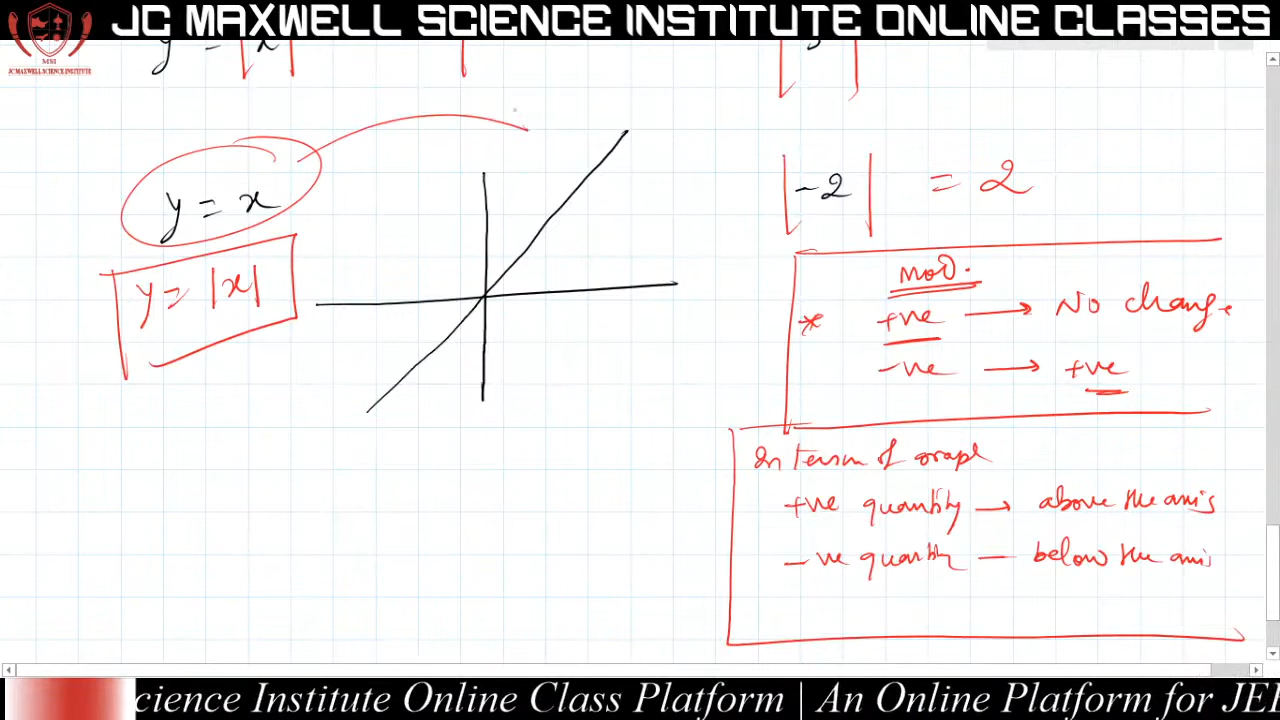 JC MAXWELL SCIENCE INSTITUTE ONLINE CLASSES
MSI
JC MAXWELL SCIENCE INSTITUTE
y = |x|
y = x
y = |x|
|-2| = 2
mod.
* +ve → No change
-ve → +ve
In term of graph
+ve quantity → above the axis
-ve quantity — below the axis
cience Institute Online Class Platform | An Online Platform for JEE